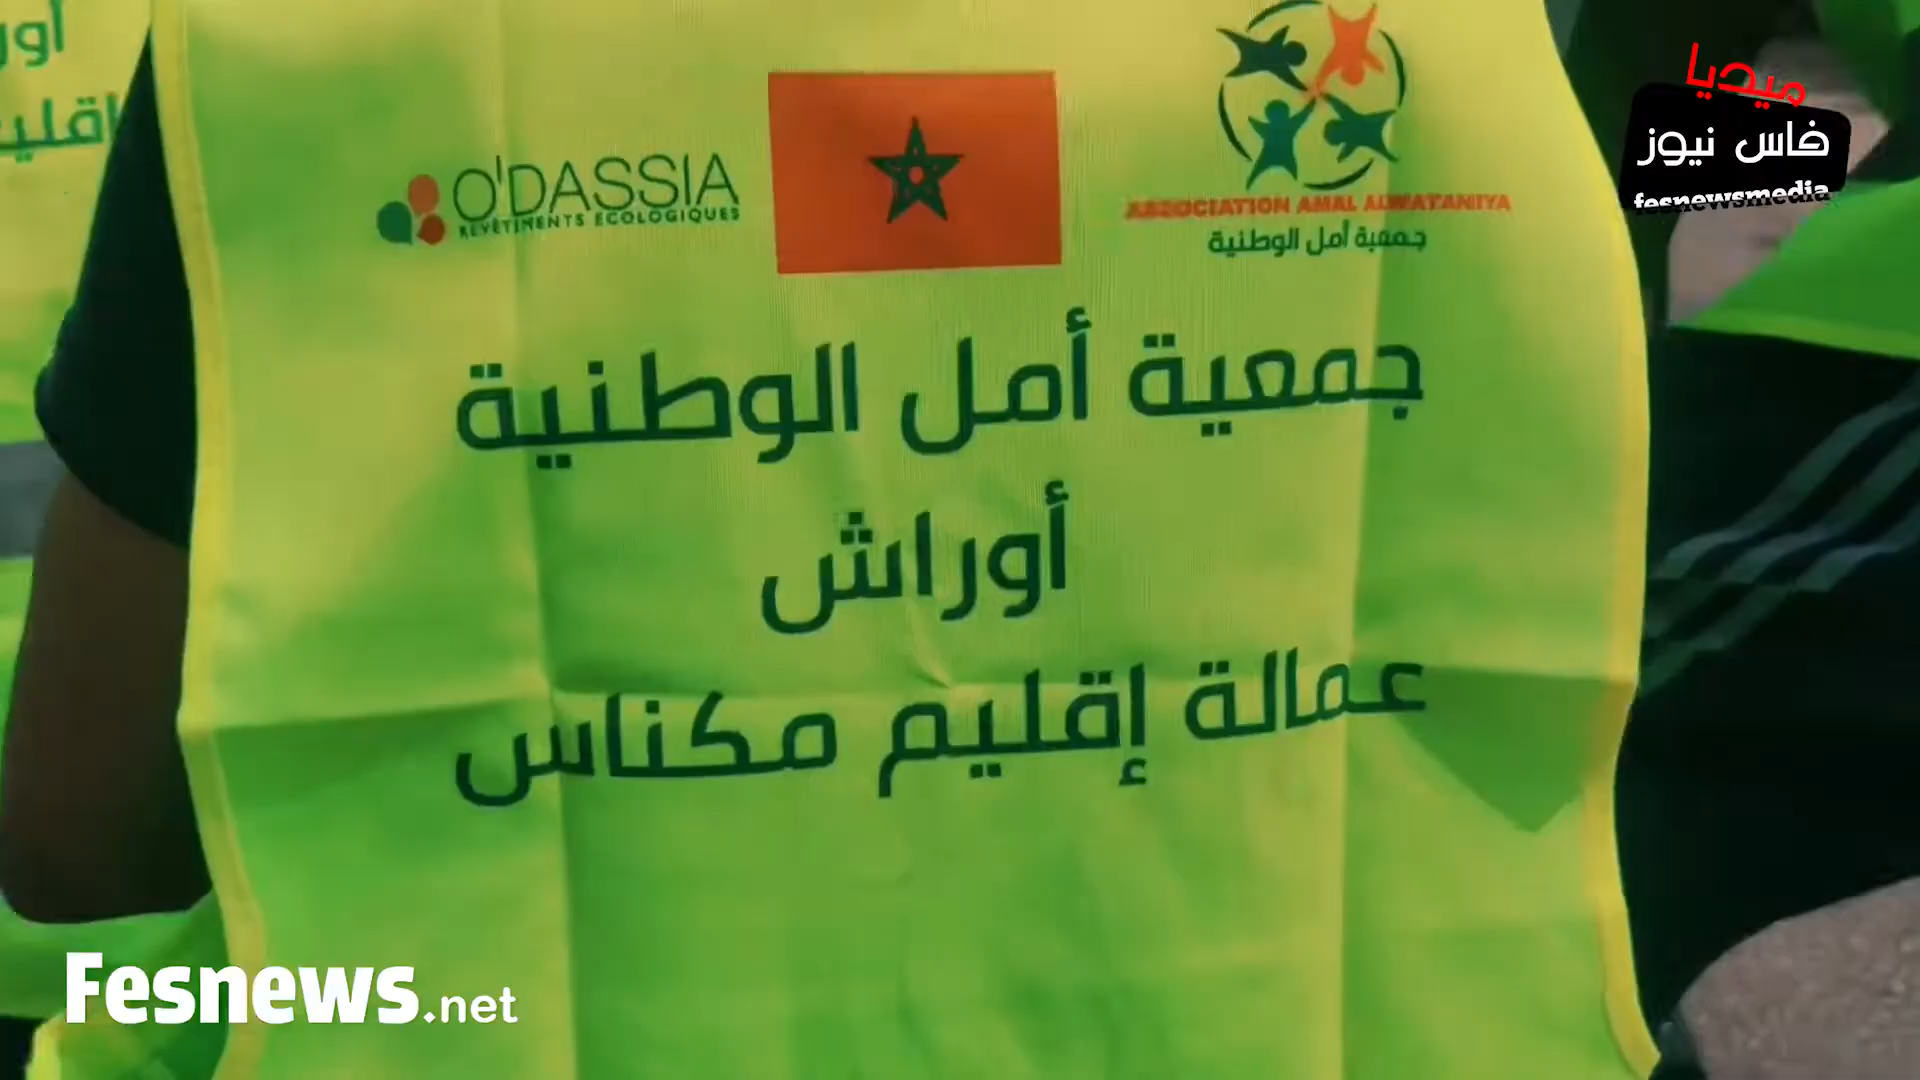 O'DASSIA
REVÊTIMENTS ECOLOGIQUES
ASSOCIATION AMAL ALWATANIYA
جمعية أمل الوطنية
جمعية أمل الوطنية
أوراش
عمالة إقليم مكناس
ميديا
فاس نيوز
fesnewsmedia
Fesnews.net